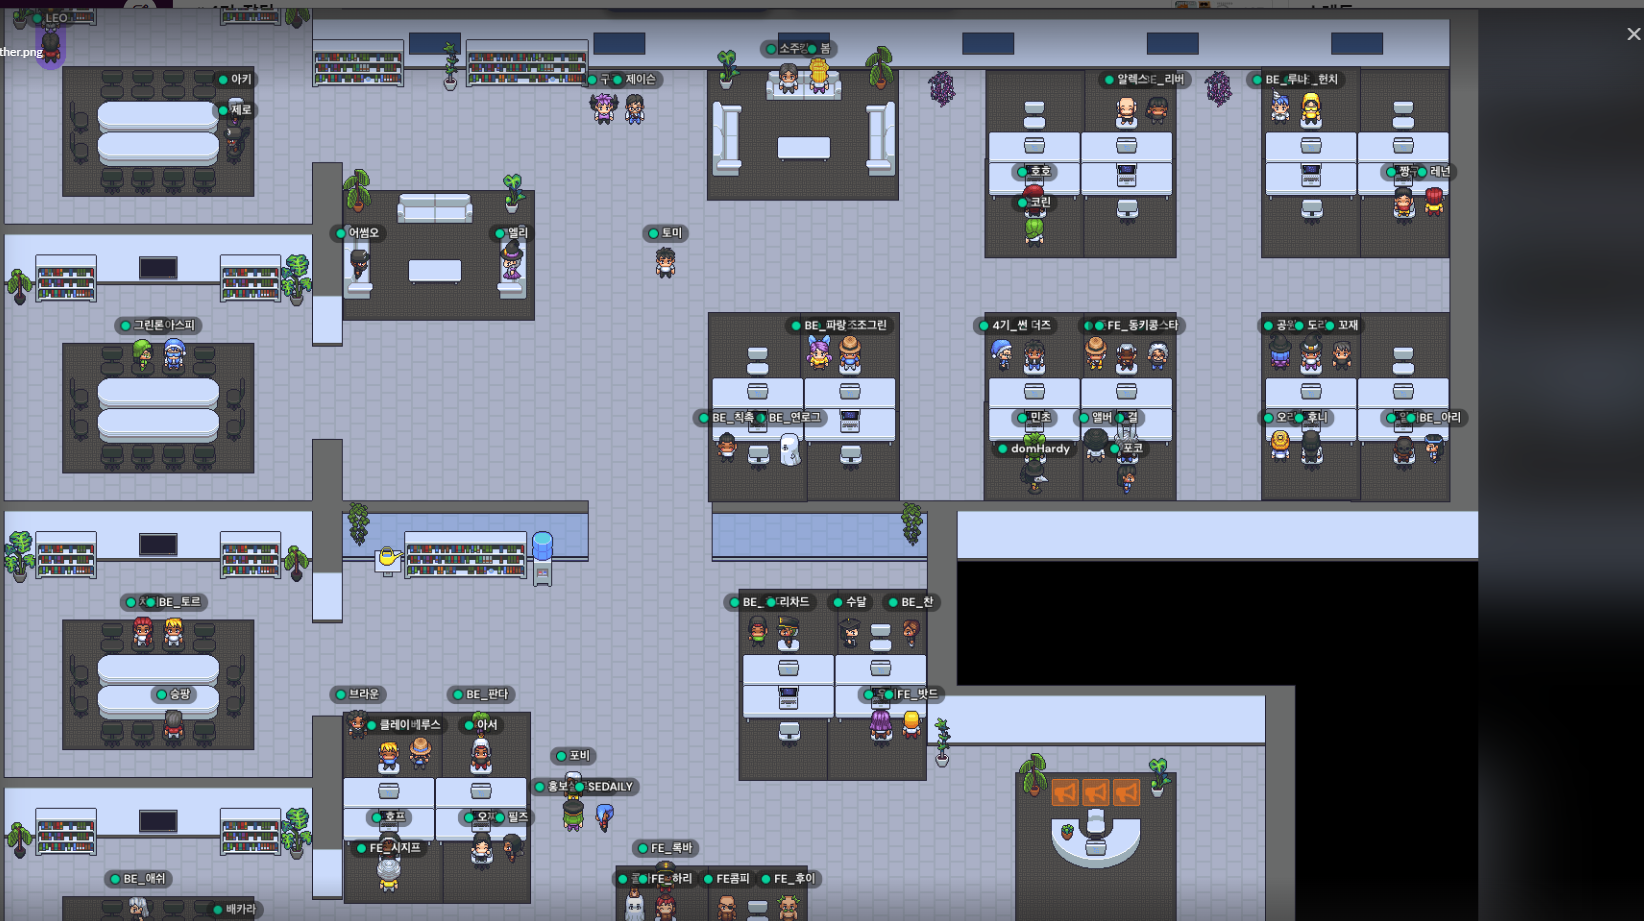 LEO
ther.png
아키
제로
제이슨
소주캉
봄
알렉스
리버
BE_루나
헌치
호호
코린
짱구
레넌
어썸오
엘리
토미
그린론
아스피
BE_파랑
조조그린
4기_썬
더즈
FE_동키콩
스타
공원
도리
꼬재
BE_칙촉
BE_연로그
민초
앨버
결
domHardy
포코
후니
BE_아리
BE_토르
리차드
수달
BE_찬
승팡
브라운
BE_판다
FE_밧드
클레이
베루스
아서
포비
홍보
SEDAILY
호프
필즈
FE_시지프
FE_록바
BE_애쉬
FE_하리
FE콤피
FE_후이
배카라